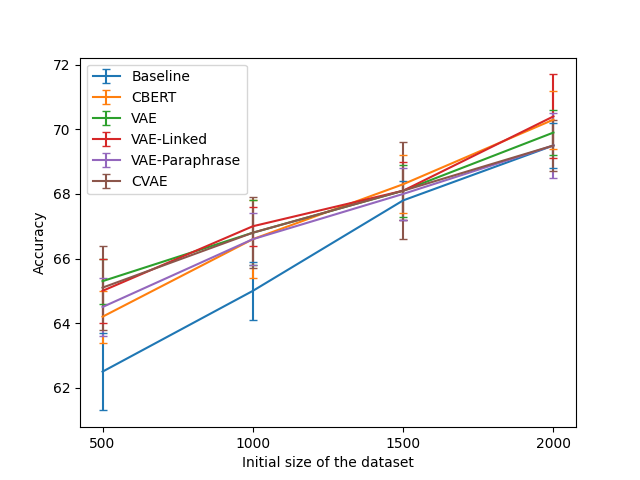 72
70
68
66
64
62
Accuracy
Baseline
CBERT
VAE
VAE-Linked
VAE-Paraphrase
CVAE
500
1000
1500
2000
Initial size of the dataset